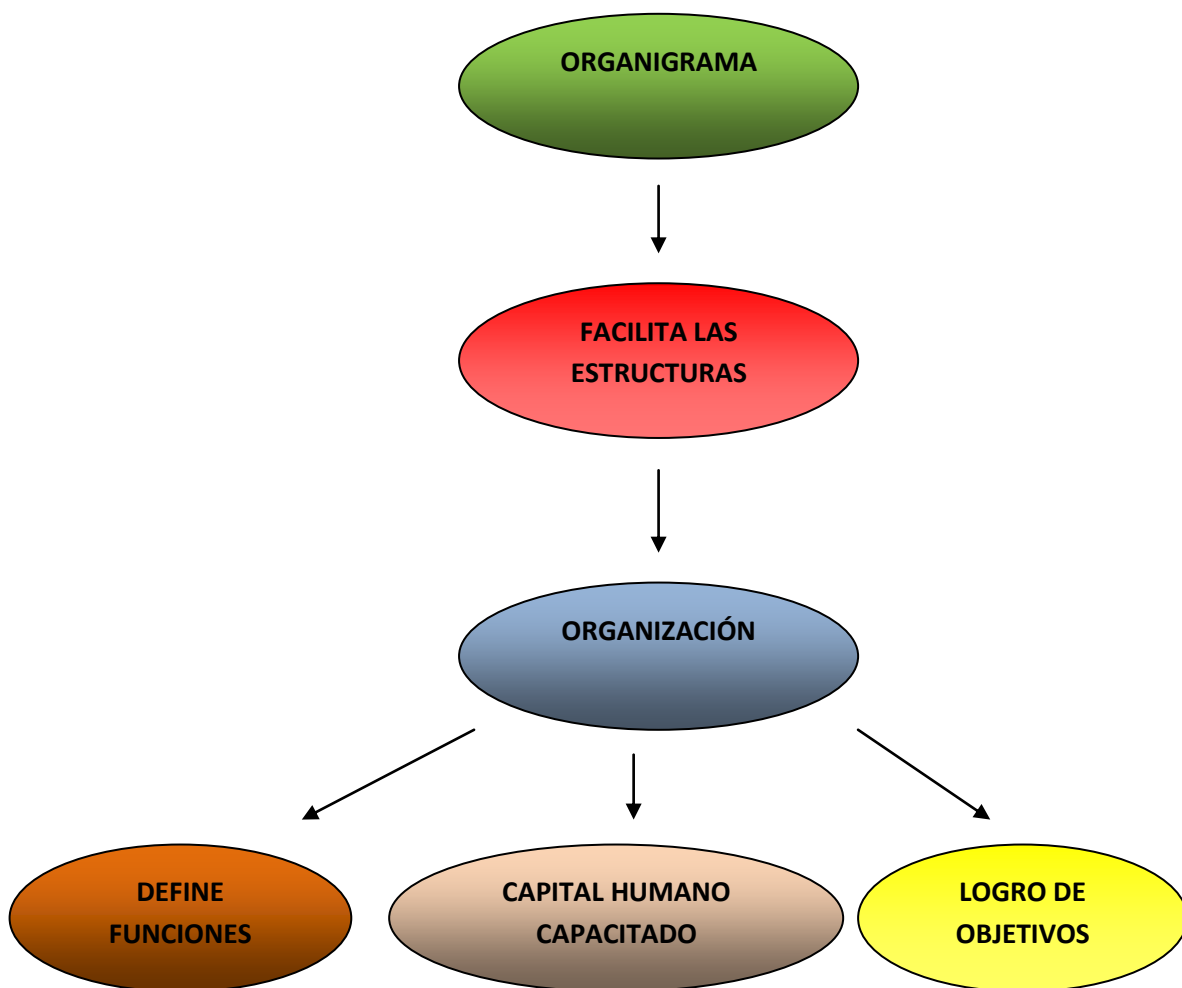 ORGANIGRAMA
FACILITA LAS
ESTRUCTURAS
ORGANIZACIÓN
DEFINE
FUNCIONES
CAPITAL HUMANO
CAPACITADO
LOGRO DE
OBJETIVOS